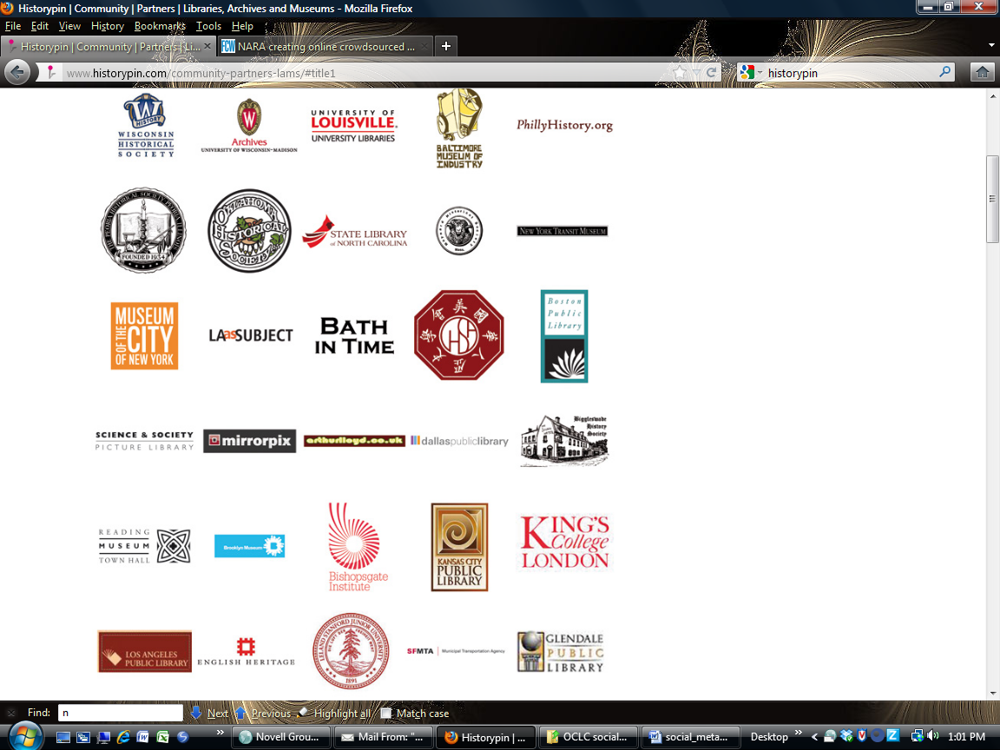 Historypin | Community | Partners | Libraries, Archives and Museums - Mozilla Firefox
File Edit View History Bookmarks Tools Help
Historypin | Community | Partners | Li...
FCW NARA creating online crowdsourced ...
www.historypin.com/community-partners-lams/#title1
historypin
W
HISTORY
WISCONSIN
HISTORICAL
SOCIETY
W
Archives
UNIVERSITY OF WISCONSIN-MADISON
UNIVERSITY OF
LOUISVILLE.
UNIVERSITY LIBRARIES
BALTIMORE
MUSEUM OF
INDUSTRY
PhillyHistory.org
FOUNDED 1934
OKLAHOMA
HISTORICAL
SOCIETY
STATE LIBRARY
of NORTH CAROLINA
NEW YORK TRANSIT MUSEUM
MUSEUM
OF THE
CITY
OF NEW YORK
LAasSUBJECT
BATH
IN TIME
HS
Boston
Public
Library
SCIENCE & SOCIETY
PICTURE LIBRARY
mirrorpix
arthurlloyd.co.uk
dallaspubliclibrary
Biggleswade
History
Society
READING
MUSEUM
TOWN HALL
Brooklyn Museum
Bishopsgate
Institute
KANSAS CITY
PUBLIC
LIBRARY
KING'S
College
LONDON
LOS ANGELES
PUBLIC LIBRARY
ENGLISH HERITAGE
LELAND STANFORD JUNIOR UNIVERSITY
1891
SFMTA | Municipal Transportation Agency
GLENDALE
PUBLIC
LIBRARY
Find: n Next Previous Highlight all Match case
Novell Grou... Mail From: "... Historypin | ... OCLC social... social_meta... Desktop 1:01 PM